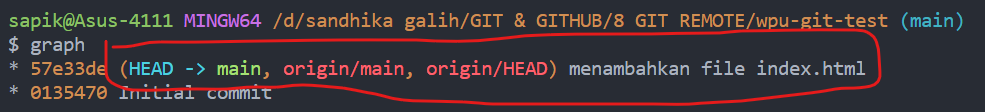 sapik@Asus-4111 MINGW64 /d/sandhika galih/GIT & GITHUB/8 GIT REMOTE/wpu-git-test (main)
$ graph
* 57e33de (HEAD -> main, origin/main, origin/HEAD) menambahkan file index.html
* 0135470 Initial commit